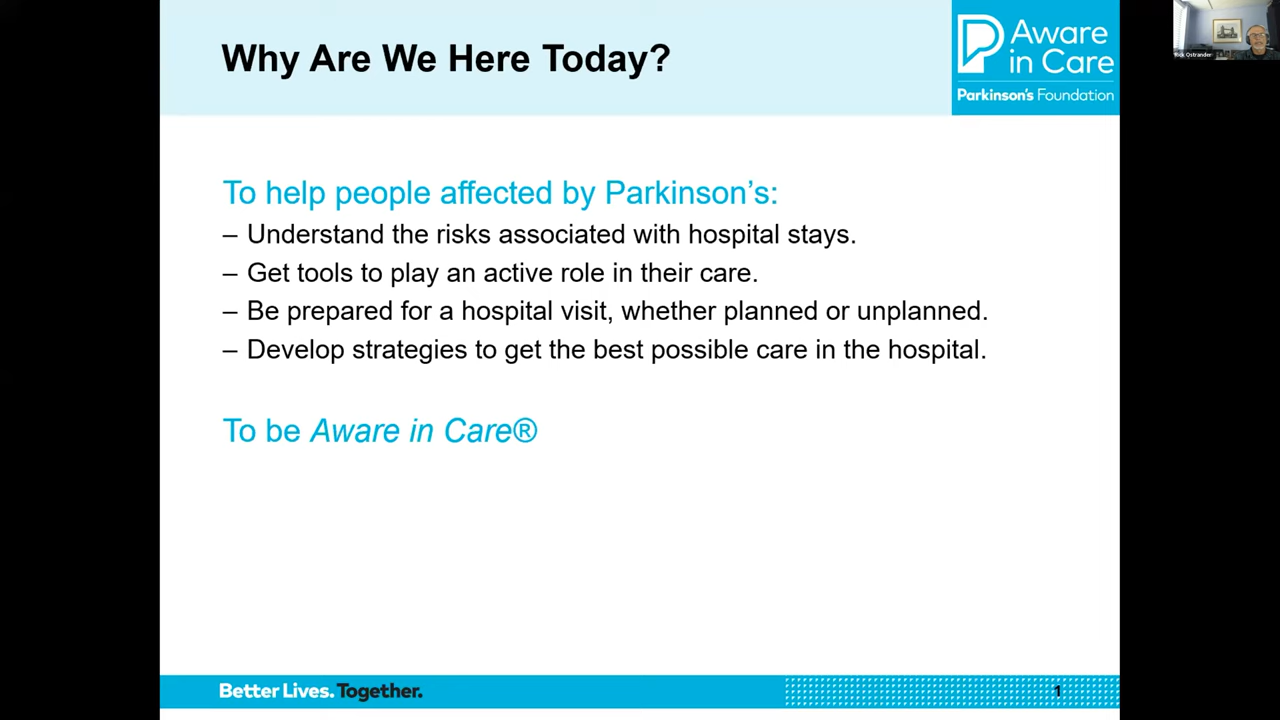 Why Are We Here Today?
Aware
in Care
Parkinson's Foundation
Rick Ostrander
To help people affected by Parkinson’s:
– Understand the risks associated with hospital stays.
– Get tools to play an active role in their care.
– Be prepared for a hospital visit, whether planned or unplanned.
– Develop strategies to get the best possible care in the hospital.
To be Aware in Care®
Better Lives. Together.
1